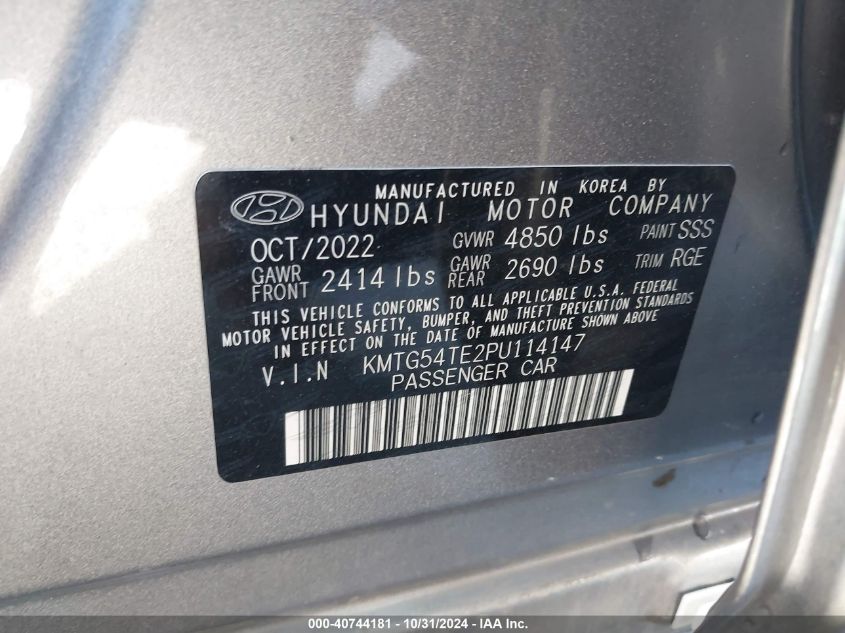 MANUFACTURED IN KOREA BY
HYUNDAI MOTOR COMPANY
OCT/2022 GVWR 4850 lbs PAINT SSS
GAWR FRONT 2414 lbs GAWR REAR 2690 lbs TRIM RGE
THIS VEHICLE CONFORMS TO ALL APPLICABLE U.S.A. FEDERAL
MOTOR VEHICLE SAFETY, BUMPER, AND THEFT PREVENTION STANDARDS
IN EFFECT ON THE DATE OF MANUFACTURE SHOWN ABOVE
V.I.N KMTG54TE2PU114147
PASSENGER CAR
000-40744181 - 10/31/2024 - IAA Inc.